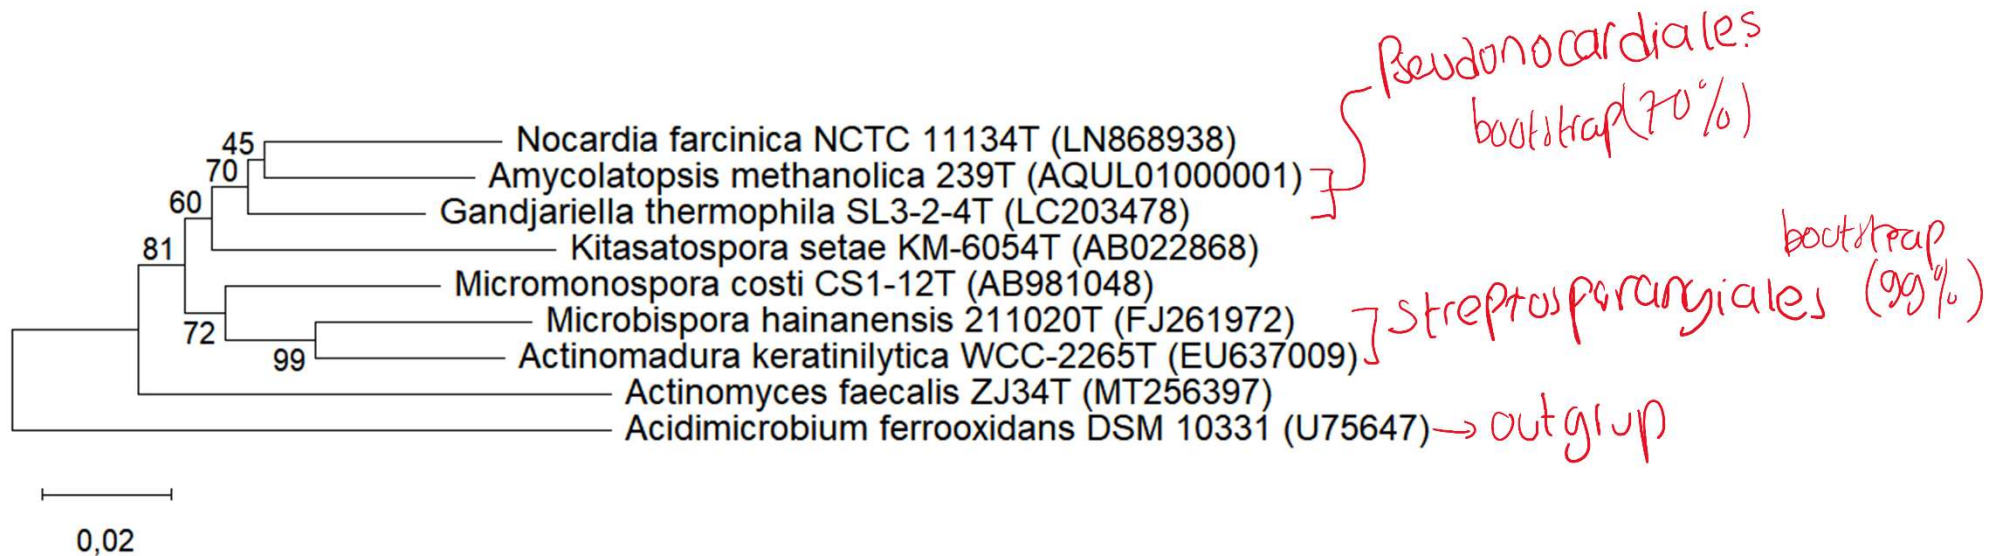 Pseudonocardiales
bootstrap (70%)
45
Nocardia farcinica NCTC 11134T (LN868938)
70
Amycolatopsis methanolica 239T (AQUL01000001)
60
Gandjariella thermophila SL3-2-4T (LC203478)
81
Kitasatospora setae KM-6054T (AB022868)
bootstrap
(99%)
Micromonospora costi CS1-12T (AB981048)
72
Microbispora hainanensis 211020T (FJ261972)
streptosporangiales
99
Actinomadura keratinilytica WCC-2265T (EU637009)
Actinomyces faecalis ZJ34T (MT256397)
Acidimicrobium ferrooxidans DSM 10331 (U75647)
outgrup
0,02